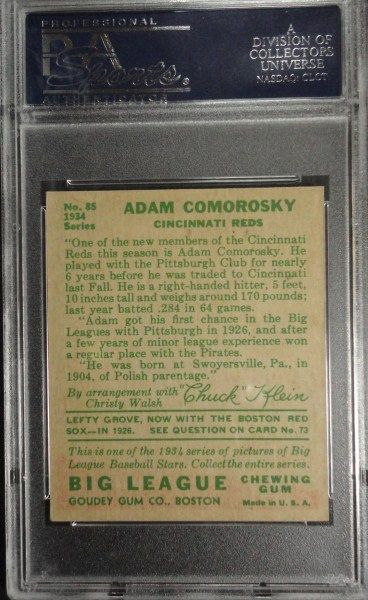 PROFESSIONAL
PSA
Sports
AUTHENTICATOR
A
DIVISION OF
COLLECTORS
UNIVERSE
NASDAQ: CLCT
No. 85
1934
Series
ADAM COMOROSKY
CINCINNATI REDS
"One of the new members of the Cincinnati
Reds this season is Adam Comorosky. He
played with the Pittsburgh Club for nearly
6 years before he was traded to Cincinnati
last Fall. He is a right-handed hitter, 5 feet,
10 inches tall and weighs around 170 pounds;
last year batted .284 in 64 games.
"Adam got his first chance in the Big
Leagues with Pittsburgh in 1926, and after
a few years of minor league experience won
a regular place with the Pirates.
"He was born at Swoyersville, Pa., in
1904, of Polish parentage."
By arrangement with "Chuck" Klein
Christy Walsh
LEFTY GROVE, NOW WITH THE BOSTON RED
SOX—IN 1926. SEE QUESTION ON CARD No. 73
This is one of the 1934 series of pictures of Big
League Baseball Stars. Collect the entire series.
BIG LEAGUE CHEWING GUM
GOUDEY GUM CO., BOSTON Made in U. S. A.